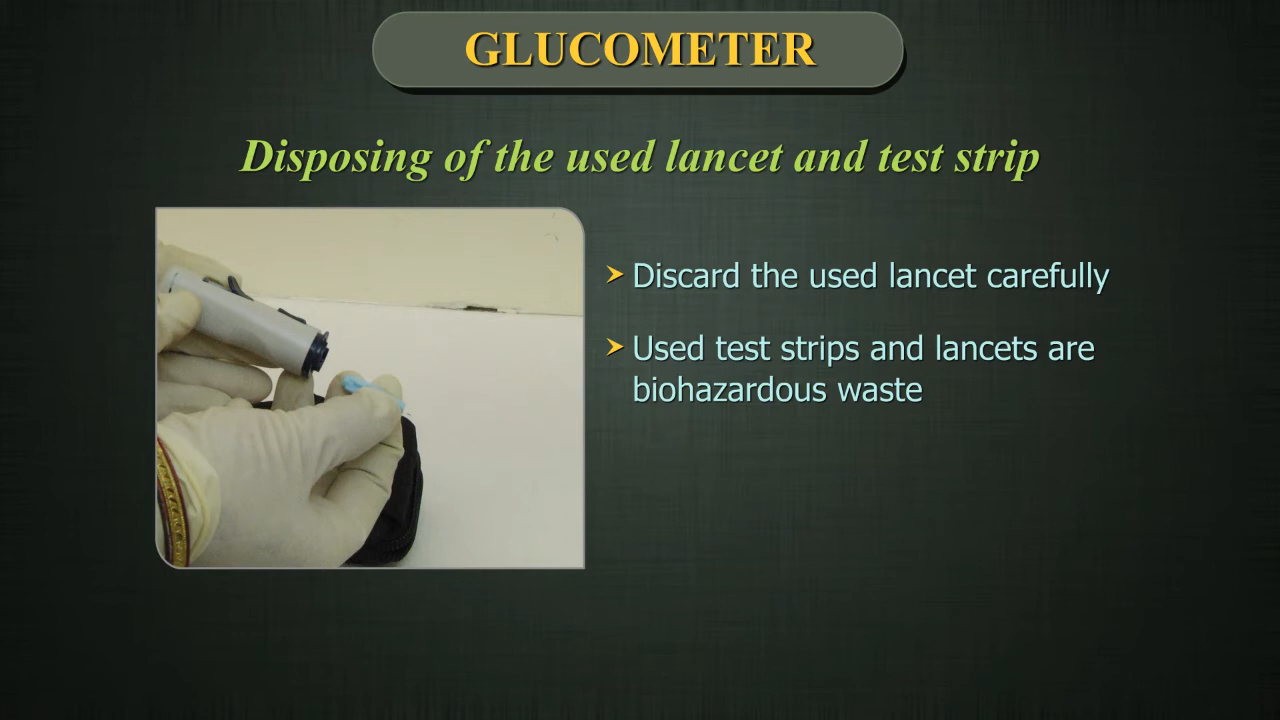 GLUCOMETER
Disposing of the used lancet and test strip
Discard the used lancet carefully
Used test strips and lancets are
biohazardous waste